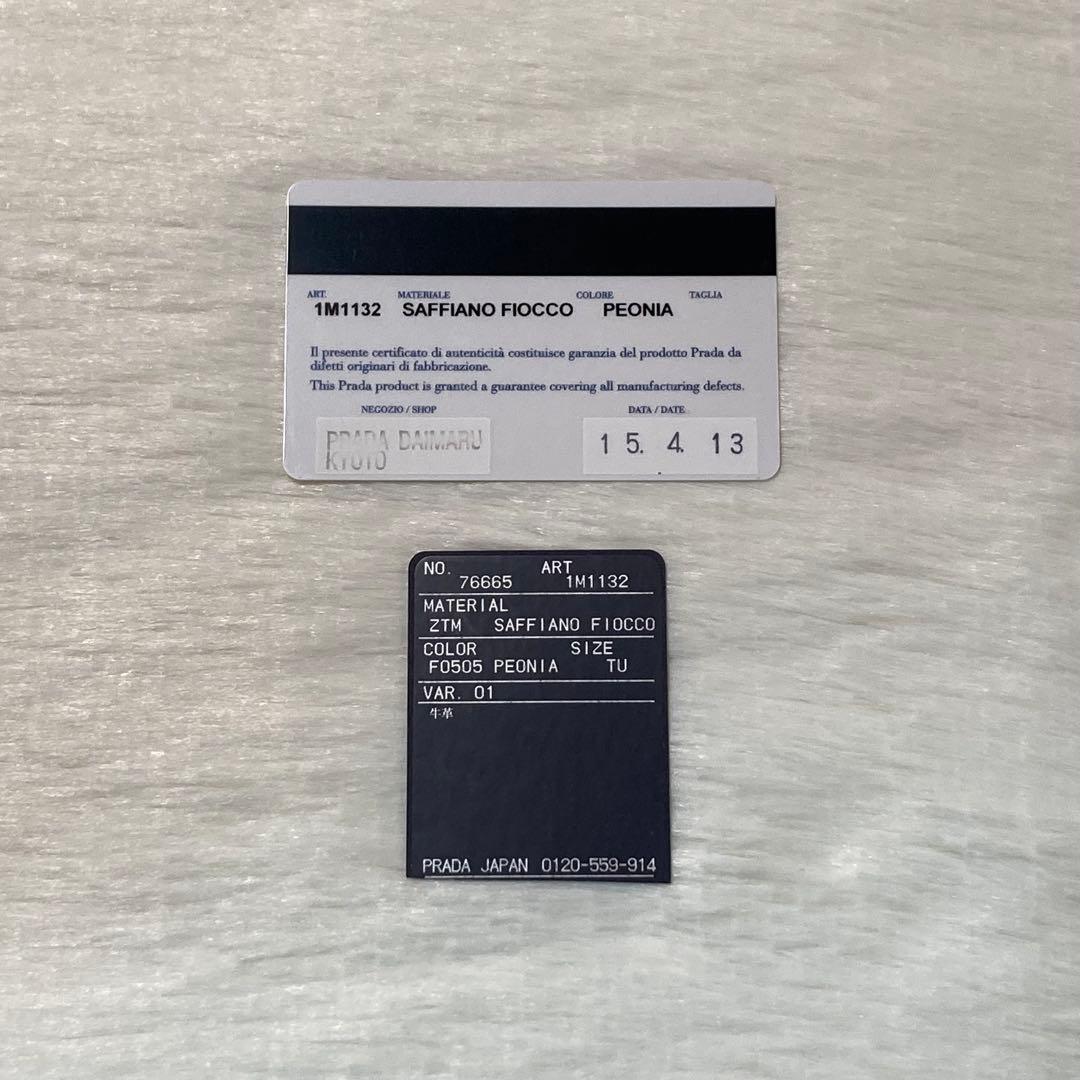 ART. MATERIALE COLORE TAGLIA
1M1132 SAFFIANO FIOCCO PEONIA
Il presente certificato di autenticità costituisce garanzia del prodotto Prada da
difetti originari di fabbricazione.
This Prada product is granted a guarantee covering all manufacturing defects.
NEGOZIO / SHOP DATA / DATE
PRADA DAIMARU
KYOTO
15. 4. 13
NO. ART
76665 1M1132
MATERIAL
ZTM SAFFIANO FIOCCO
COLOR SIZE
F0505 PEONIA TU
VAR. 01
牛革
PRADA JAPAN 0120-559-914